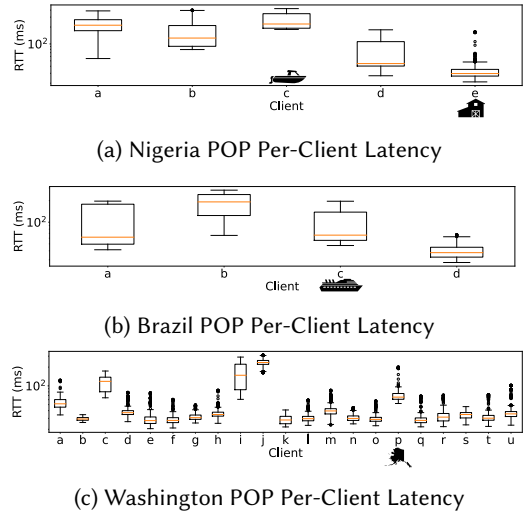 RTT (ms)
10²
a b c d e
Client
(a) Nigeria POP Per-Client Latency
RTT (ms)
10²
a b c d
Client
(b) Brazil POP Per-Client Latency
RTT (ms)
10²
a b c d e f g h i j k l m n o p q r s t u
Client
(c) Washington POP Per-Client Latency